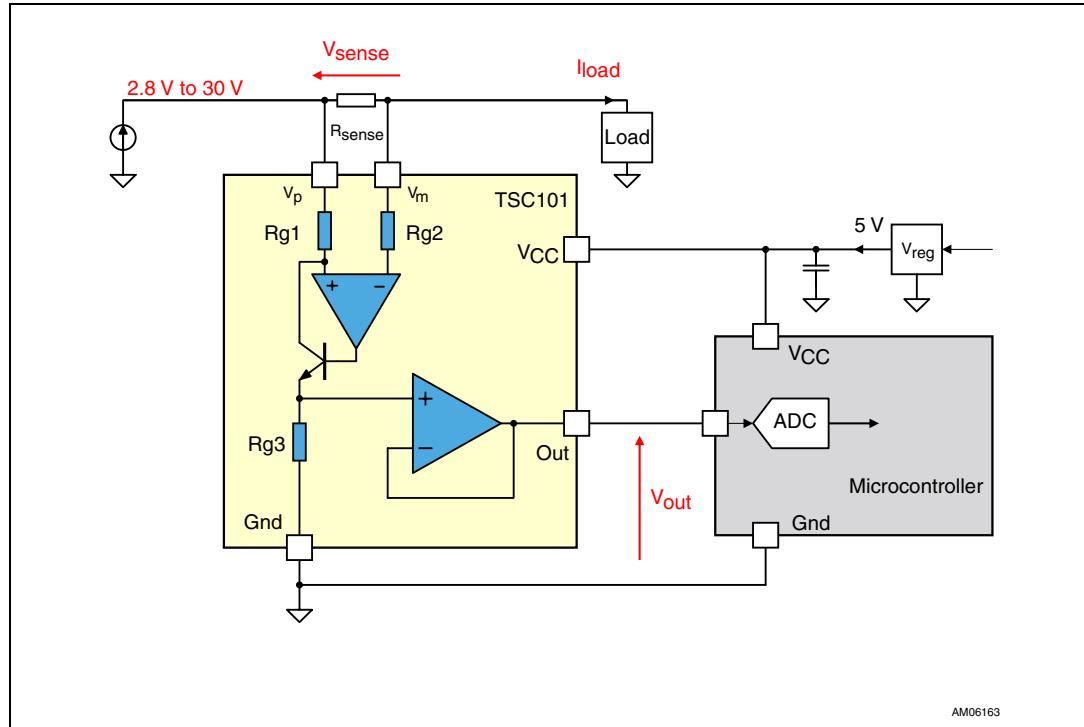 Vsense
Iload
2.8 V to 30 V
Rsense
Load
Vp
Vm
TSC101
Rg1
Rg2
VCC
5 V
Vreg
+
−
VCC
+
−
ADC
Rg3
Out
Microcontroller
Vout
Gnd
Gnd
AM06163